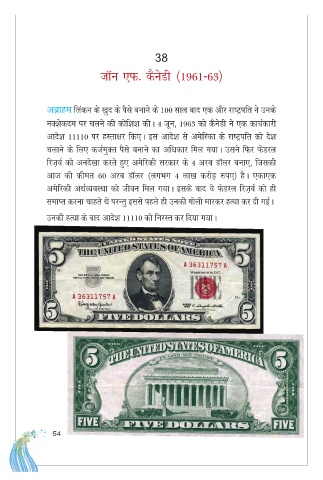 38
जॉन एफ. कैनेडी (1961-63)
अब्राहम लिंकन के खुद के पैसे बनाने के 100 साल बाद एक और राष्ट्रपति ने उनके
नक्शेकदम पर चलने की कोशिश की। 4 जून, 1963 को कैनेडी ने एक कार्यकारी
आदेश 11110 पर हस्ताक्षर किए। इस आदेश से अमेरिका के राष्ट्रपति को देश
चलाने के लिए कर्जमुक्त पैसे बनाने का अधिकार मिल गया। उसने फिर फेडरल
रिज़र्व को अनदेखा करते हुए अमेरिकी सरकार के 4 अरब डॉलर बनाए, जिसकी
आज की कीमत 60 अरब डॉलर (लगभग 4 लाख करोड़ रुपए) है। एकाएक
अमेरिकी अर्थव्यवस्था को जीवन मिल गया। इसके बाद वे फेडरल रिज़र्व को ही
समाप्त करना चाहते थे परन्तु इससे पहले ही उनकी गोली मारकर हत्या कर दी गई।
उनकी हत्या के बाद आदेश 11110 को निरस्त कर दिया गया।
5 THE UNITED STATES OF AMERICA 5
A 36311757 A
A 36311757 A
5 FIVE DOLLARS 5
5 THE UNITED STATES OF AMERICA 5
FIVE FIVE DOLLARS FIVE
54